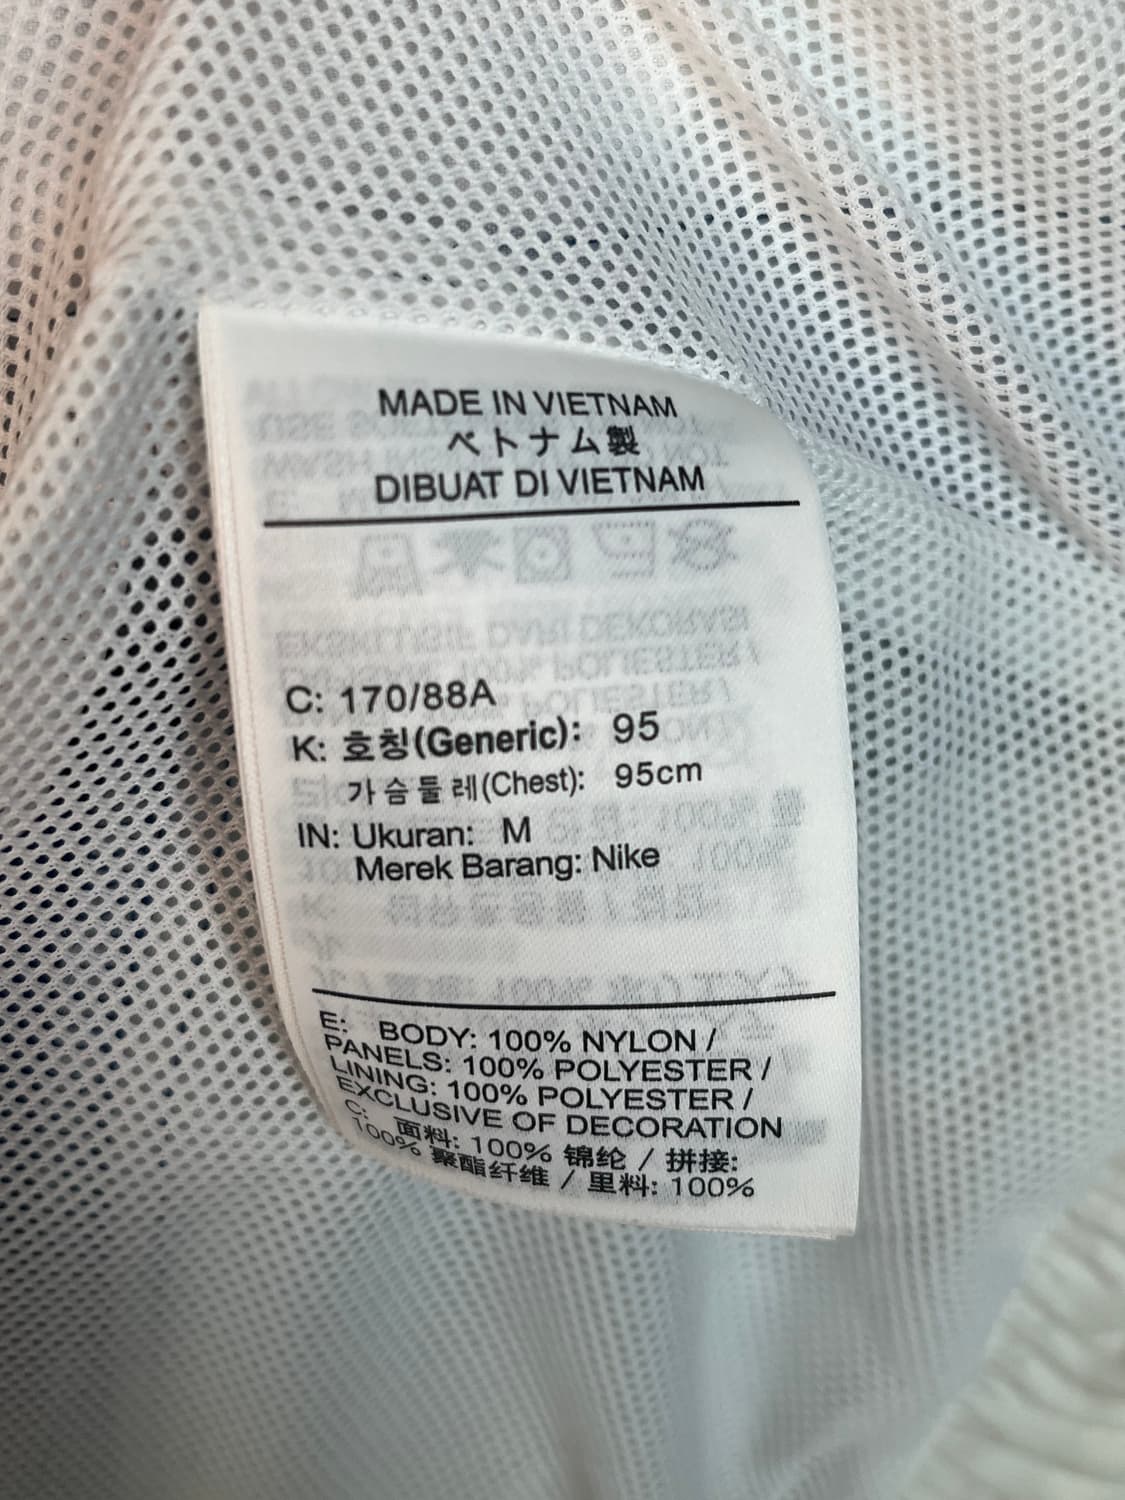 MADE IN VIETNAM
ベトナム製
DIBUAT DI VIETNAM
C: 170/88A
K: 호칭(Generic): 95
가슴둘레(Chest): 95cm
IN: Ukuran: M
Merek Barang: Nike
E: BODY: 100% NYLON /
PANELS: 100% POLYESTER /
LINING: 100% POLYESTER /
EXCLUSIVE OF DECORATION
C: 面料: 100% 锦纶 / 拼接:
100% 聚酯纤维 / 里料: 100%